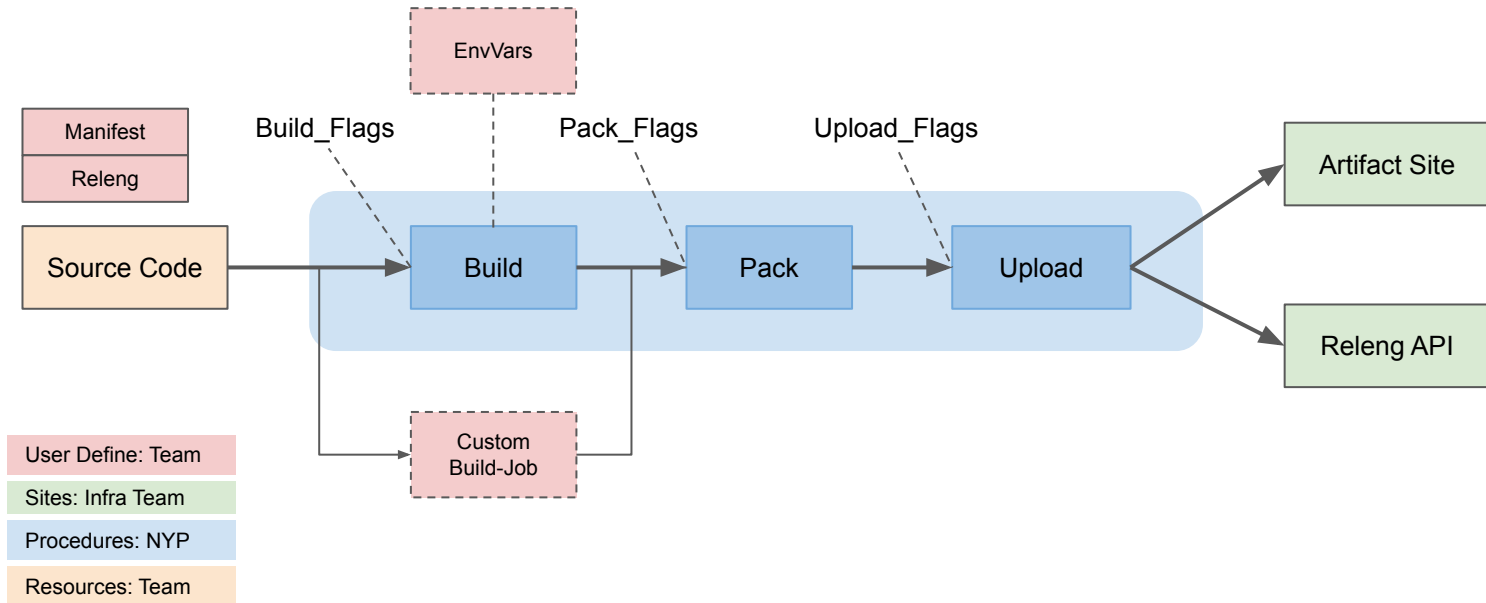 EnvVars
Manifest
Releng
Build_Flags
Pack_Flags
Upload_Flags
Artifact Site
Source Code
Build
Pack
Upload
Releng API
Custom
Build-Job
User Define: Team
Sites: Infra Team
Procedures: NYP
Resources: Team